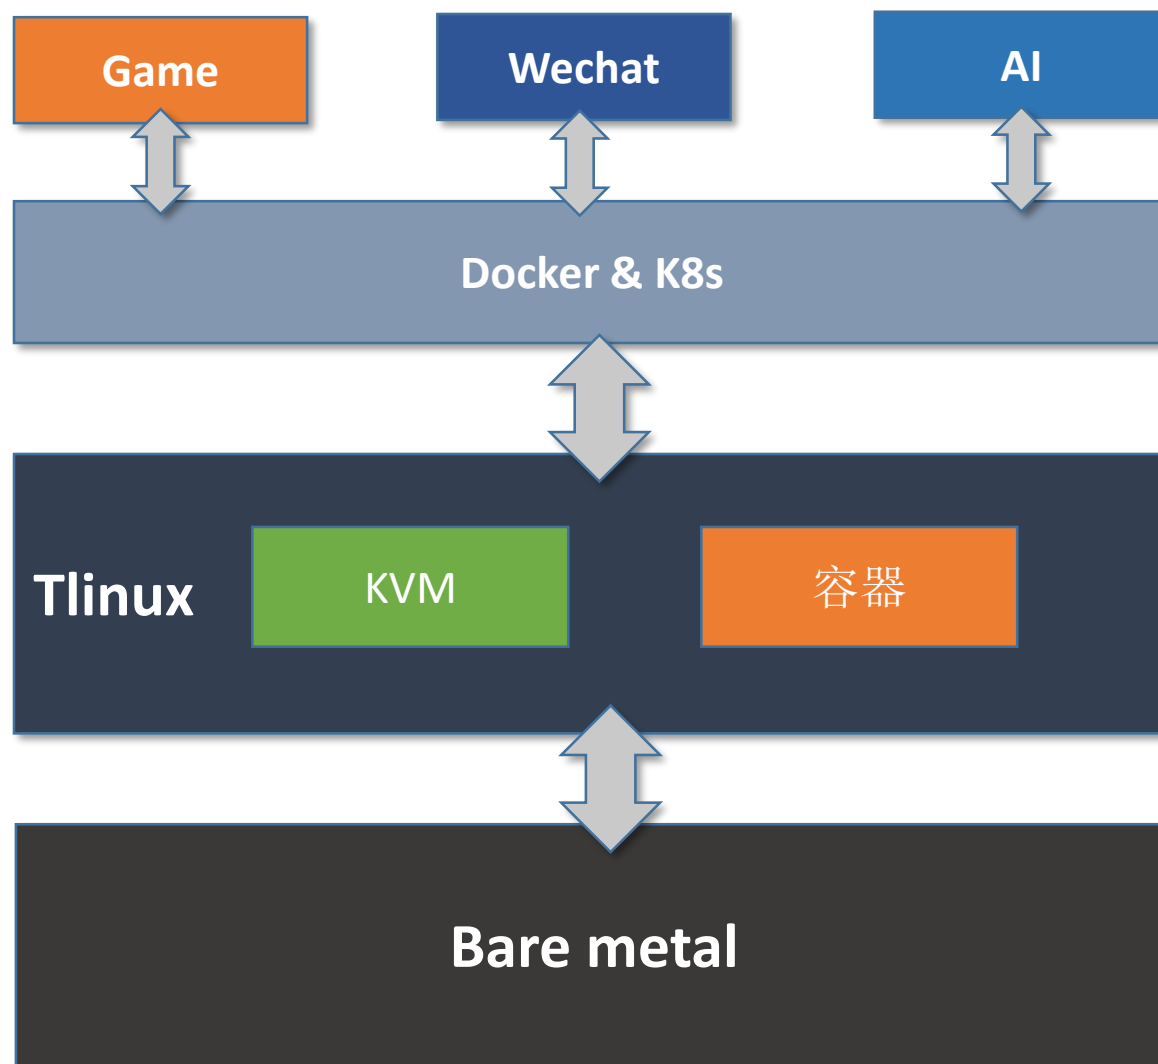 Game
Wechat
AI
Docker & K8s
Tlinux
KVM
容器
Bare metal